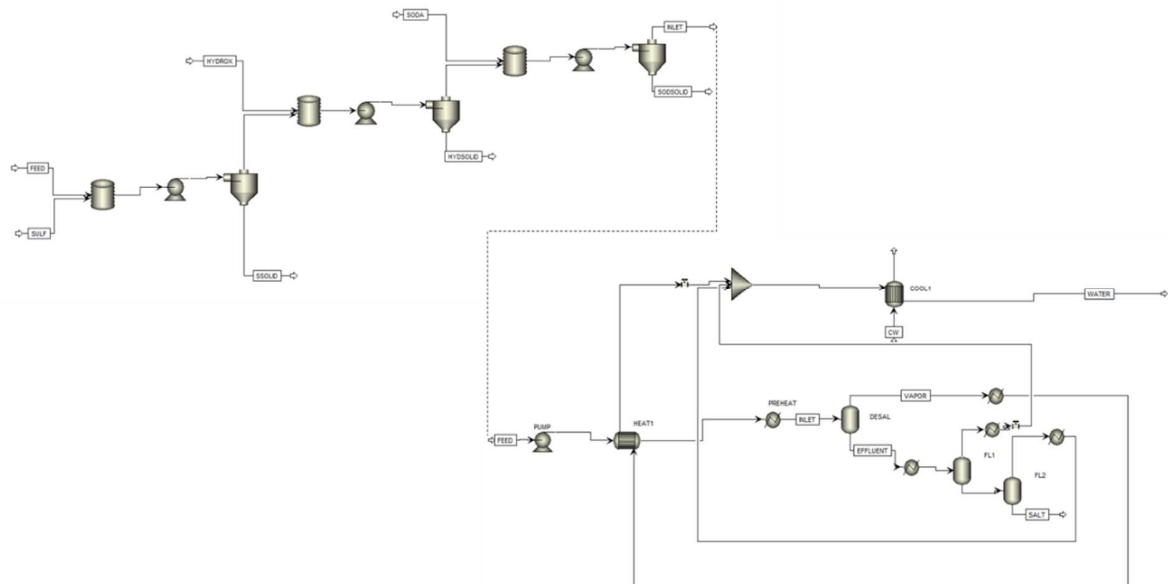 SODA
INLET
HYDROX
SODSOLID
HYDSOLID
FEED
SULF
SSOLID
COOL1
WATER
CW
PREHEAT
VAPOR
INLET
DESAL
PUMP
HEAT1
FEED
EFFLUENT
FL1
FL2
SALT